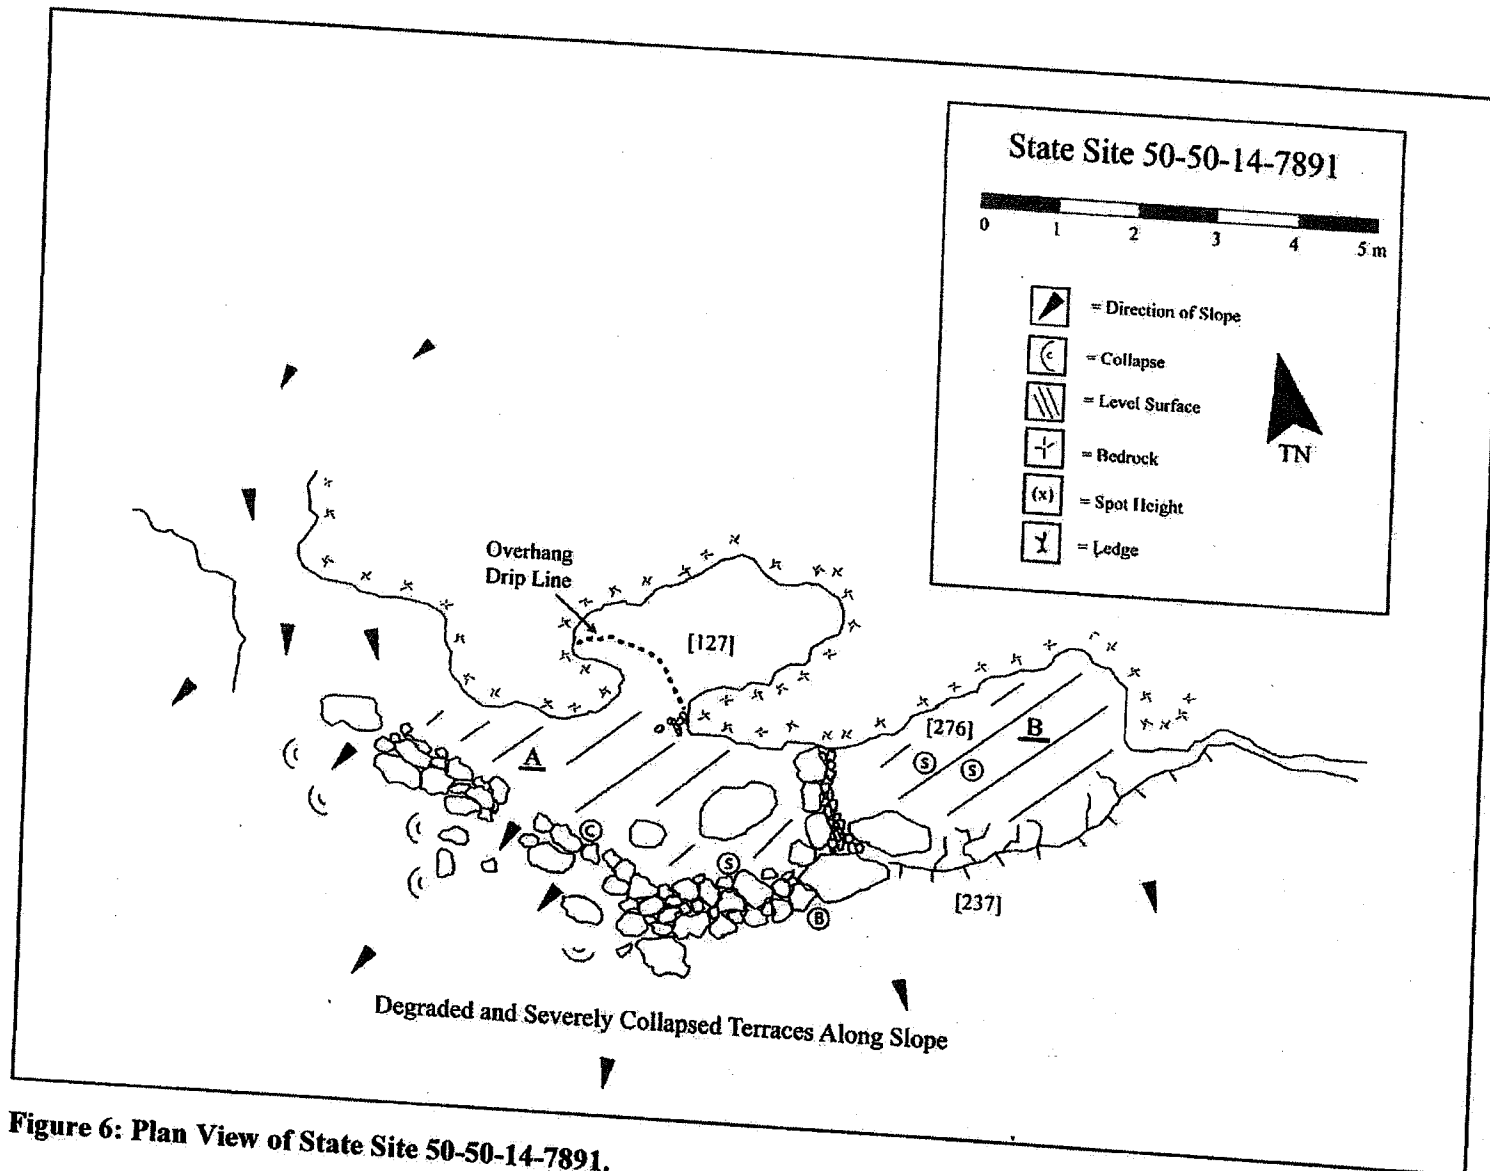 State Site 50-50-14-7891
0 1 2 3 4 5 m
= Direction of Slope
= Collapse
= Level Surface
= Bedrock
(x) = Spot Height
= Ledge
TN
Overhang
Drip Line
[127]
[276]
B
A
S S
C
S
B
[237]
Degraded and Severely Collapsed Terraces Along Slope
Figure 6: Plan View of State Site 50-50-14-7891.